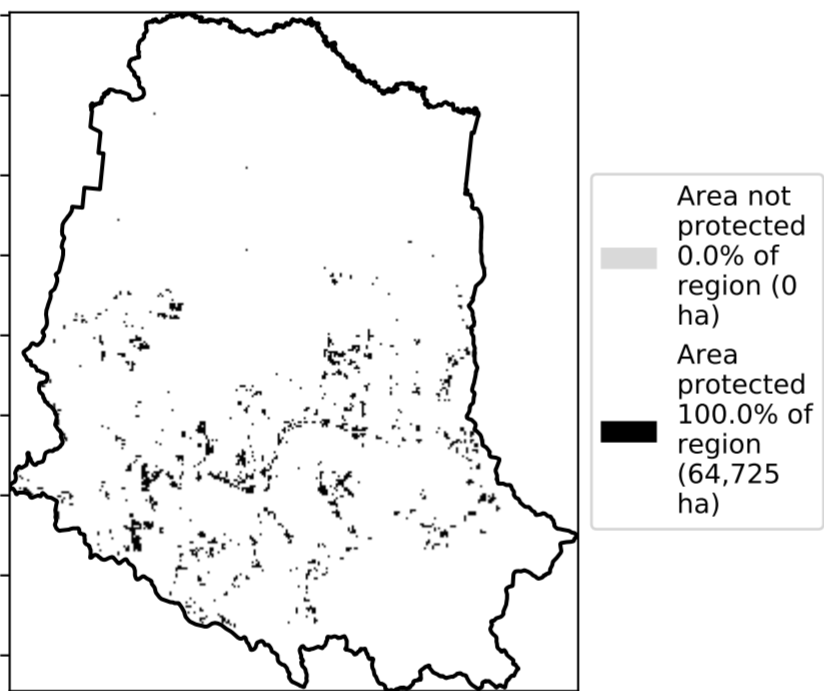 Area not
protected
0.0% of
region (0
ha)
Area
protected
100.0% of
region
(64,725
ha)